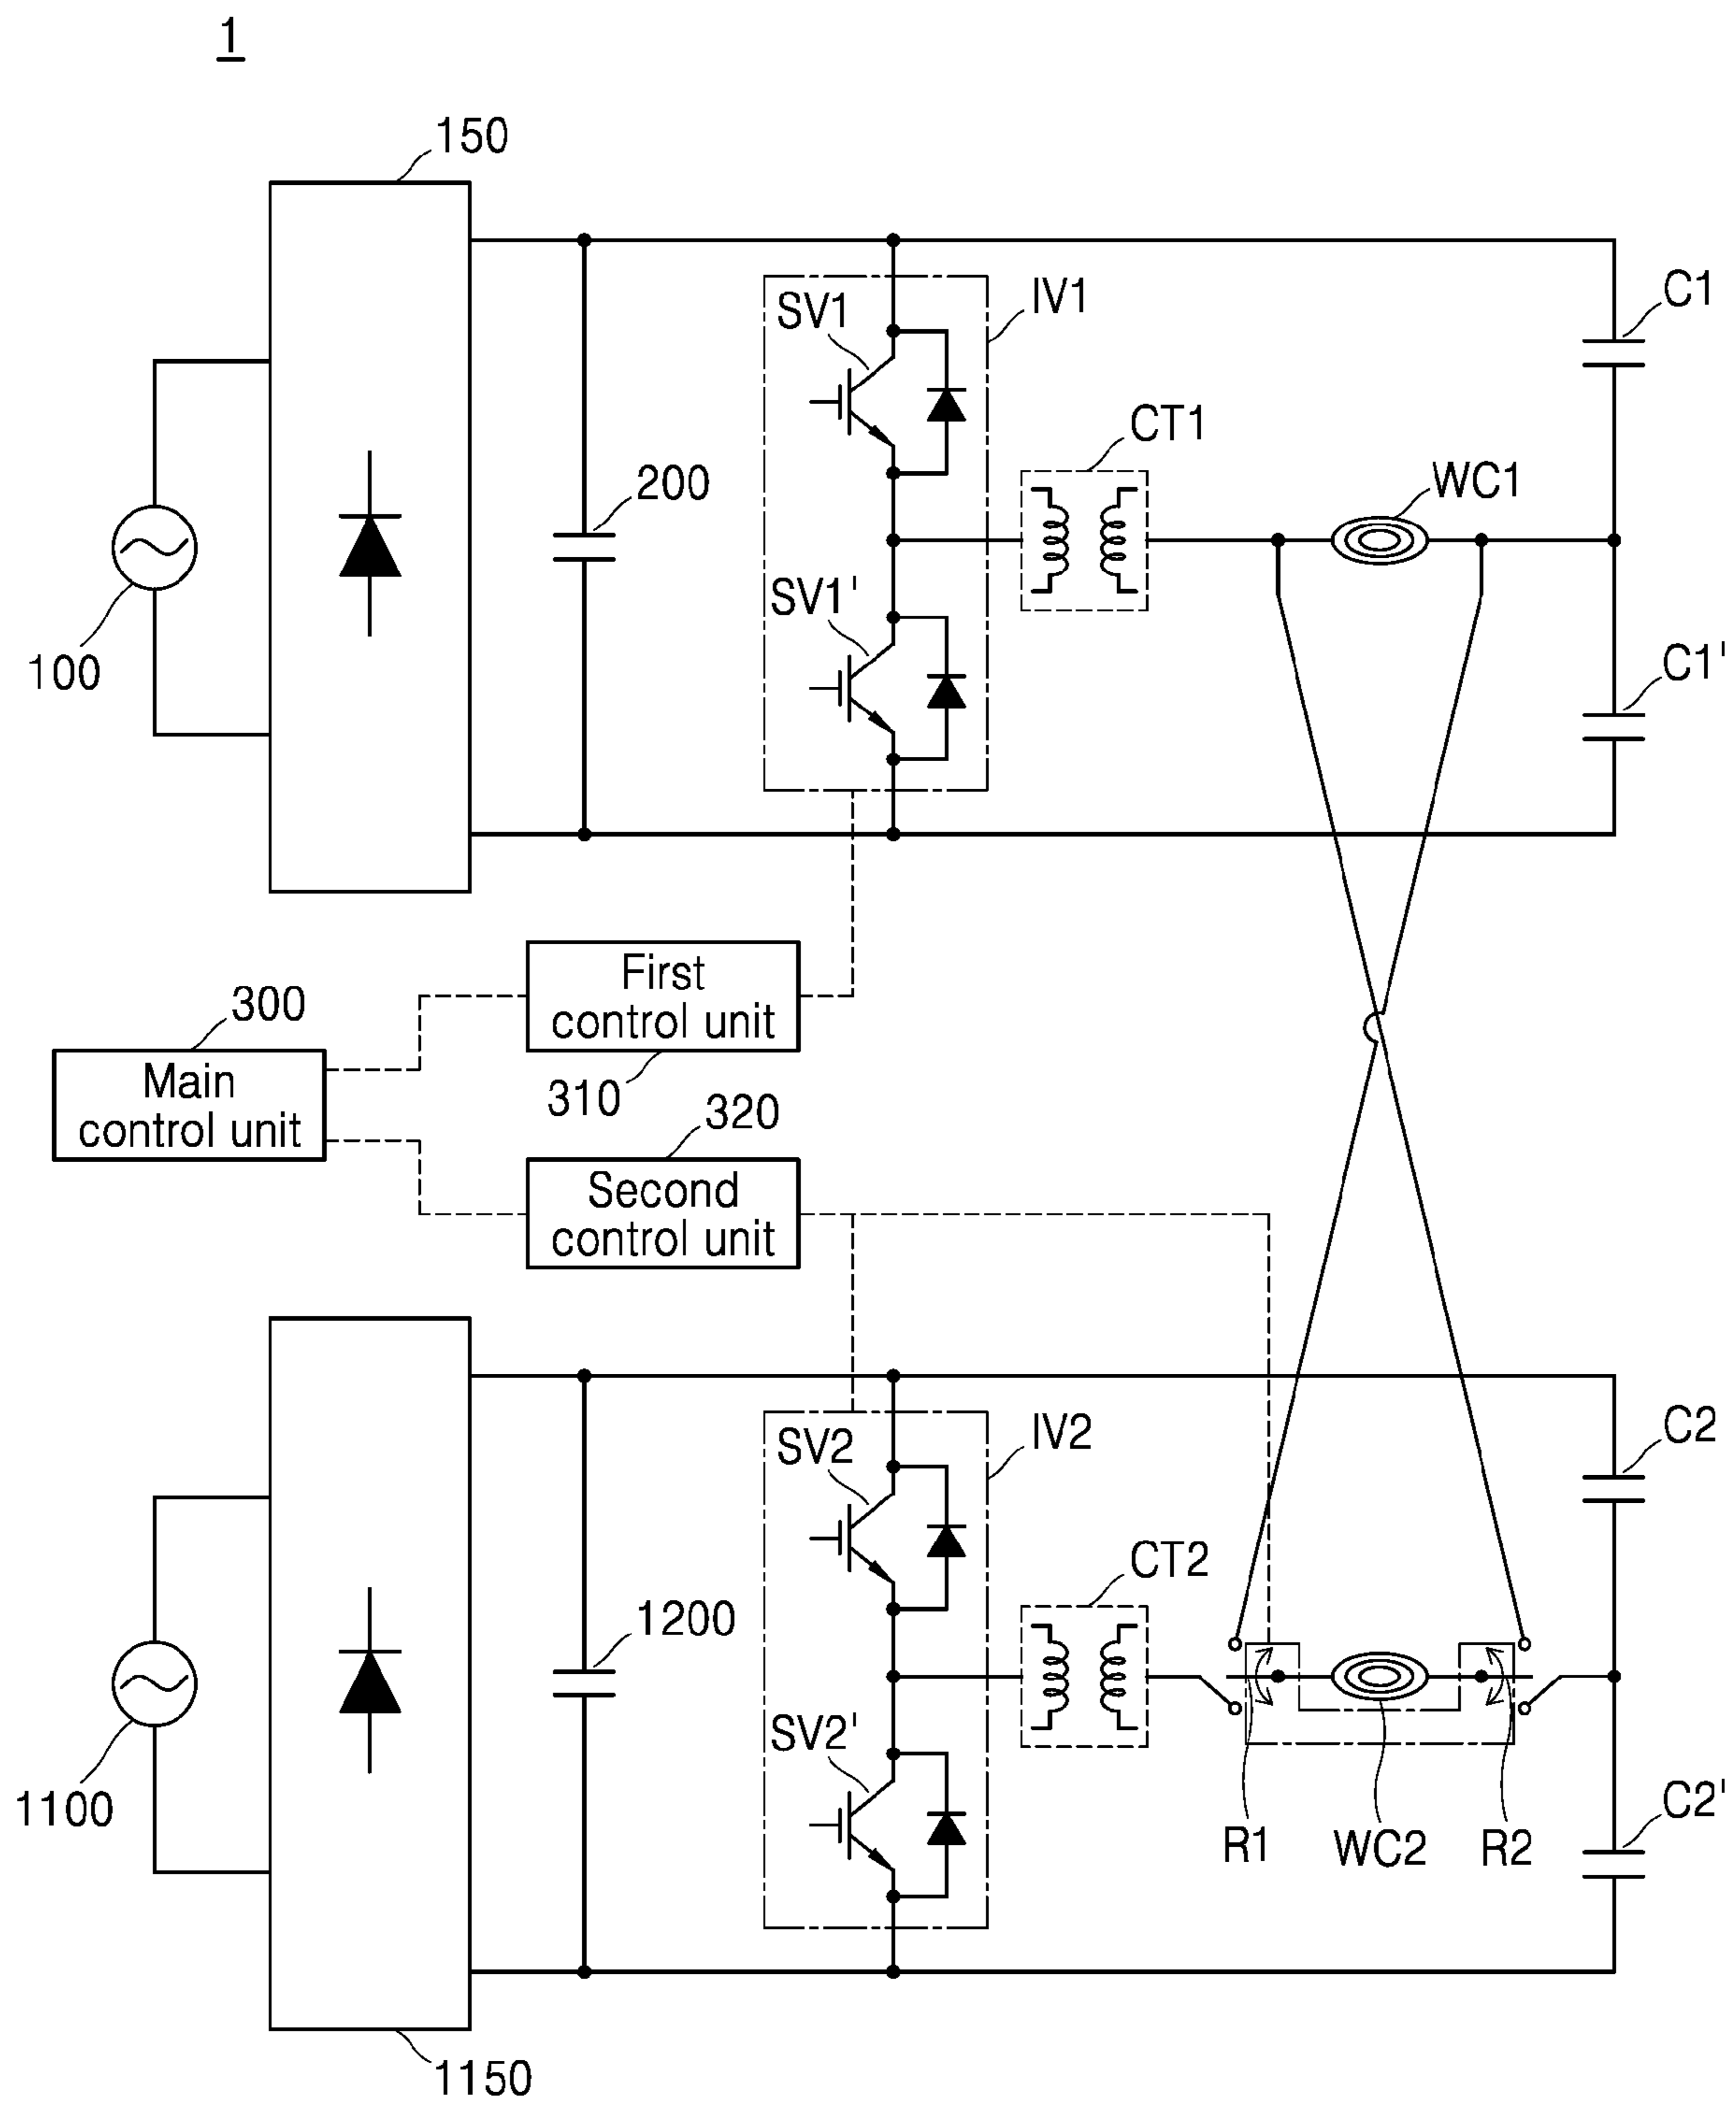 1
150
IV1
C1
SV1
CT1
200
WC1
SV1'
100
C1'
First
control unit
300
Main
control unit
310
320
Second
control unit
C2
SV2
IV2
CT2
1200
SV2'
1100
C2'
R1
WC2
R2
1150